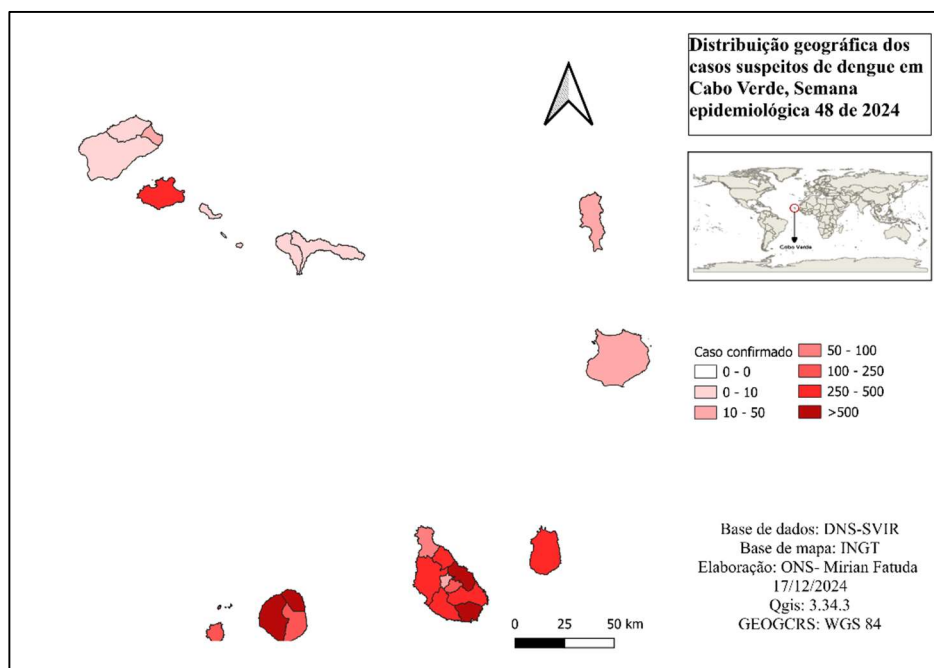 Distribuição geográfica dos
casos suspeitos de dengue em
Cabo Verde, Semana
epidemiológica 48 de 2024
Cabo Verde
Caso confirmado
0 - 0
0 - 10
10 - 50
50 - 100
100 - 250
250 - 500
>500
0 25 50 km
Base de dados: DNS-SVIR
Base de mapa: INGT
Elaboração: ONS- Mirian Fatuda
17/12/2024
Qgis: 3.34.3
GEOGCRS: WGS 84